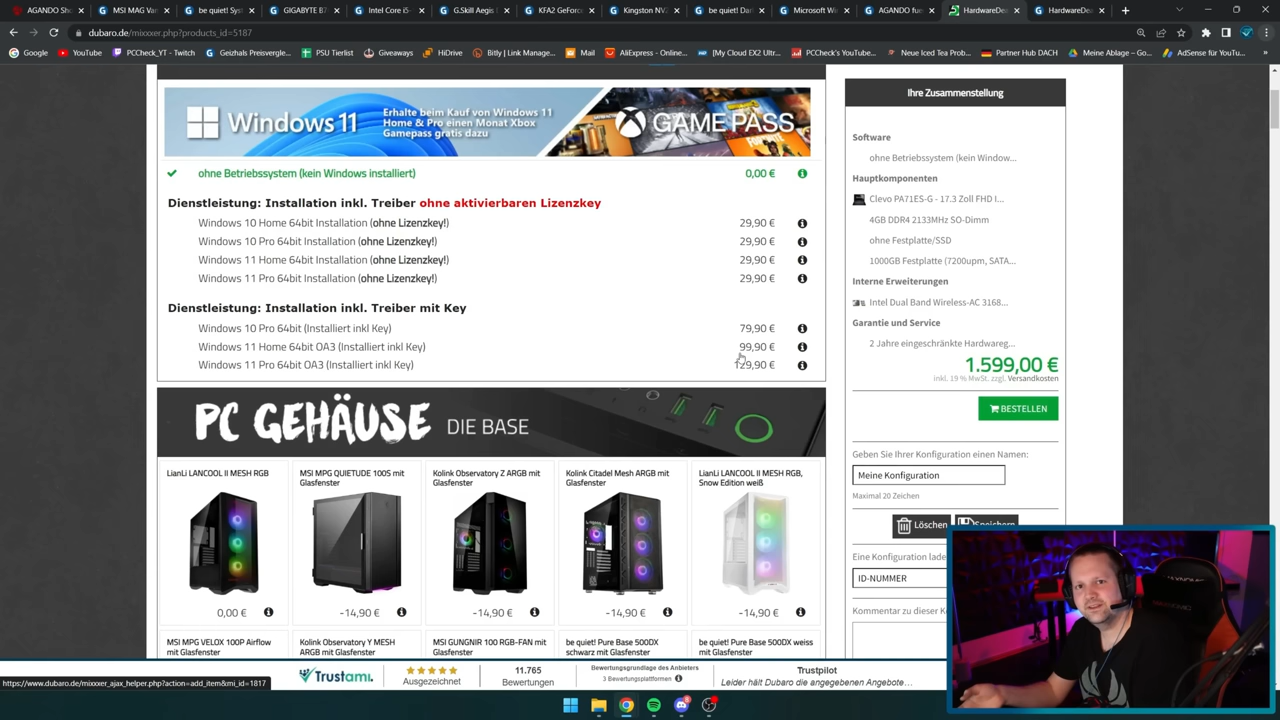 AGANDO Sh
MSI MAG Van
be quiet! Sys
GIGABYTE B7
Intel Core i5-
G.Skill Aegis
KFA2 GeForc
Kingston NV
be quiet! Dar
Microsoft Win
AGANDO fue
HardwareDea
HardwareDea
dubaro.de/mixxxer.php?products_id=5187
Google
YouTube
PCCheck_YT - Twitch
Geizhals Preisvergle...
PSU Tierlist
Giveaways
HiDrive
Bitly | Link Manage...
Mail
AliExpress - Online...
[My Cloud EX2 Ultr...
PCCheck's YouTube...
Neue Iced Tea Prob...
Partner Hub DACH
Meine Ablage – Go...
AdSense für YouTu...
Windows 11
Erhalte beim Kauf von Windows 11
Home & Pro einen Monat Xbox
Gamepass gratis dazu
GAME PASS
ohne Betriebssystem (kein Windows installiert) 0,00 €
Dienstleistung: Installation inkl. Treiber ohne aktivierbaren Lizenzkey
Windows 10 Home 64bit Installation (ohne Lizenzkey!) 29,90 €
Windows 10 Pro 64bit Installation (ohne Lizenzkey!) 29,90 €
Windows 11 Home 64bit Installation (ohne Lizenzkey!) 29,90 €
Windows 11 Pro 64bit Installation (ohne Lizenzkey!) 29,90 €
Dienstleistung: Installation inkl. Treiber mit Key
Windows 10 Pro 64bit (Installiert inkl Key) 79,90 €
Windows 11 Home 64bit OA3 (Installiert inkl Key) 99,90 €
Windows 11 Pro 64bit OA3 (Installiert inkl Key) 129,90 €
PC GEHÄUSE DIE BASE
LianLi LANCOOL II MESH RGB
0,00 €
MSI MPG QUIETUDE 100S mit
Glasfenster
-14,90 €
Kolink Observatory Z ARGB mit
Glasfenster
-14,90 €
Kolink Citadel Mesh ARGB mit
Glasfenster
-14,90 €
LianLi LANCOOL II MESH RGB,
Snow Edition weiß
-14,90 €
MSI MPG VELOX 100P Airflow
mit Glasfenster
Kolink Observatory Y MESH
ARGB mit Glasfenster
MSI GUNGNIR 100 RGB-FAN mit
Glasfenster
be quiet! Pure Base 500DX
schwarz mit Glasfenster
be quiet! Pure Base 500DX weiss
mit Glasfenster
Ihre Zusammenstellung
Software
ohne Betriebssystem (kein Window...
Hauptkomponenten
Clevo PA71ES-G - 17.3 Zoll FHD I...
4GB DDR4 2133MHz SO-Dimm
ohne Festplatte/SSD
1000GB Festplatte (7200upm, SATA...
Interne Erweiterungen
Intel Dual Band Wireless-AC 3168...
Garantie und Service
2 Jahre eingeschränkte Hardwareg...
1.599,00 €
inkl. 19 % MwSt. zzgl. Versandkosten
BESTELLEN
Geben Sie Ihrer Konfiguration einen Namen:
Meine Konfiguration
Maximal 20 Zeichen
Löschen
Speichern
Eine Konfiguration lade
ID-NUMMER
Kommentar zu dieser K
Trustami.
Ausgezeichnet
11.765
Bewertungen
Bewertungsgrundlage des Anbieters
3 Bewertungsplattformen
Trustpilot
Leider hält Dubaro die angegebenen Angebote...
https://www.dubaro.de/mixxxer_ajax_helper.php?action=add_item&mi_id=1817